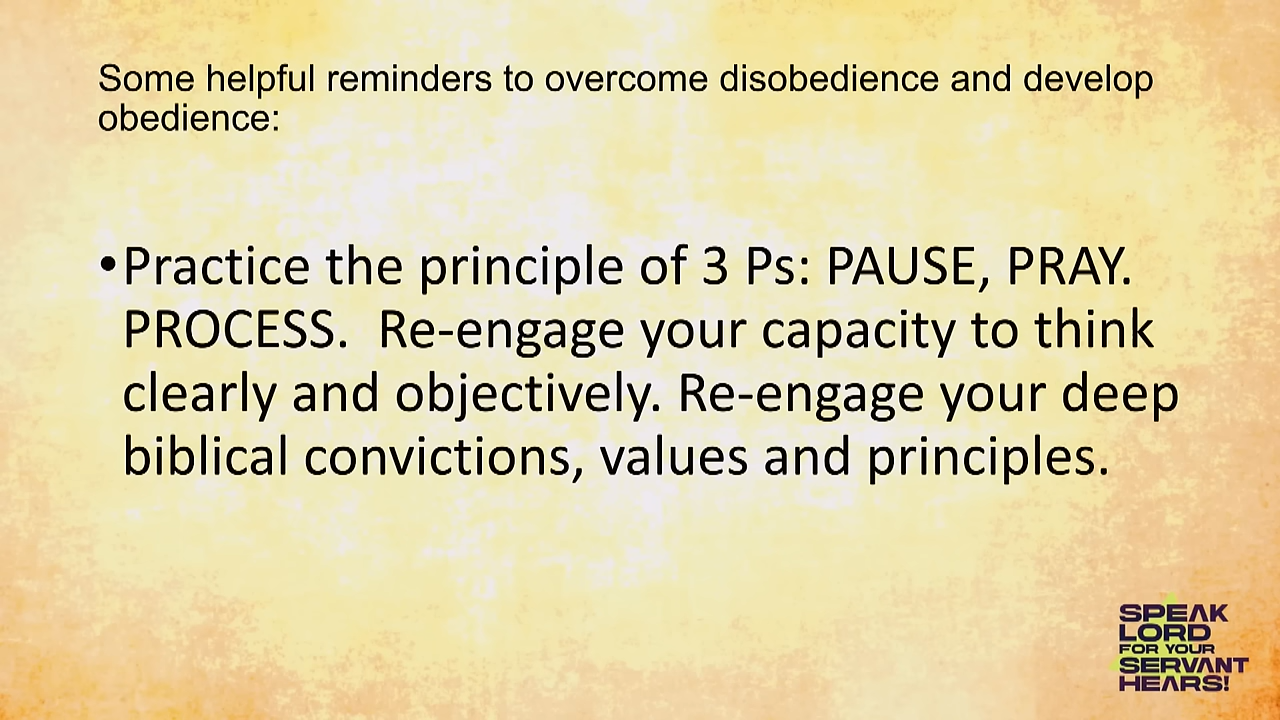 Some helpful reminders to overcome disobedience and develop
obedience:
•Practice the principle of 3 Ps: PAUSE, PRAY.
PROCESS.  Re-engage your capacity to think
clearly and objectively. Re-engage your deep
biblical convictions, values and principles.
SPEAK
LORD
FOR YOUR
SERVANT
HEARS!